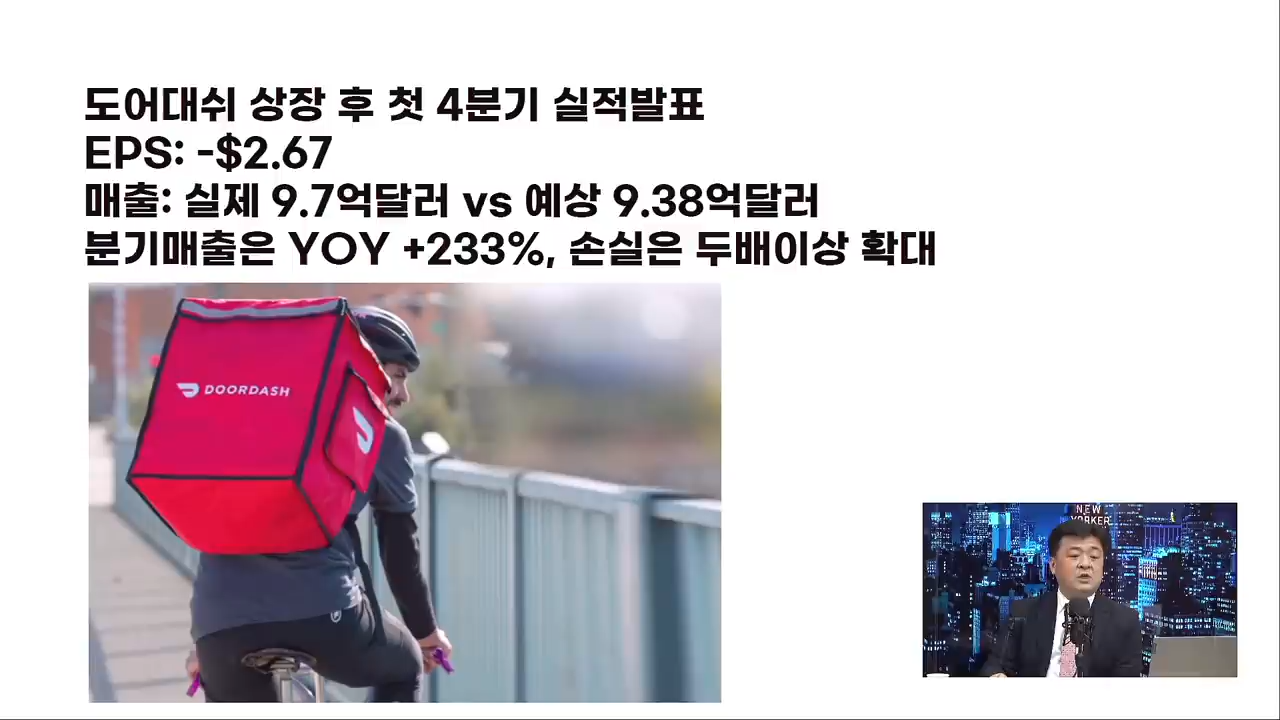 도어대쉬 상장 후 첫 4분기 실적발표
EPS: -$2.67
매출: 실제 9.7억달러 vs 예상 9.38억달러
분기매출은 YOY +233%, 손실은 두배이상 확대
DOORDASH
NEW
YORKER